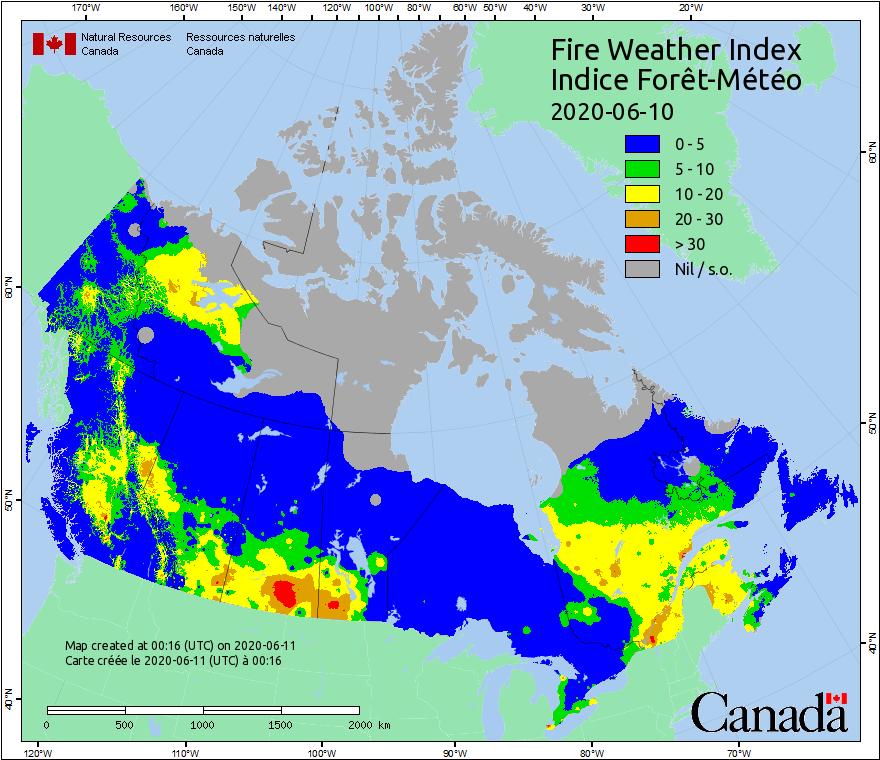 170°W 160°W 150°W 140°W 130°W 120°W 110°W 100°W 90°W 80°W 60°W 50°W 40°W 30°W 20°W
Natural Resources Ressources naturelles
Canada Canada
Fire Weather Index
Indice Forêt-Météo
2020-06-10
0 - 5
5 - 10
10 - 20
20 - 30
> 30
Nil / s.o.
60°N
60°N
50°N
50°N
40°N
40°N
Map created at 00:16 (UTC) on 2020-06-11
Carte créée le 2020-06-11 (UTC) à 00:16
0 500 1000 1500 2000 km
Canada
120°W 110°W 100°W 90°W 80°W 70°W